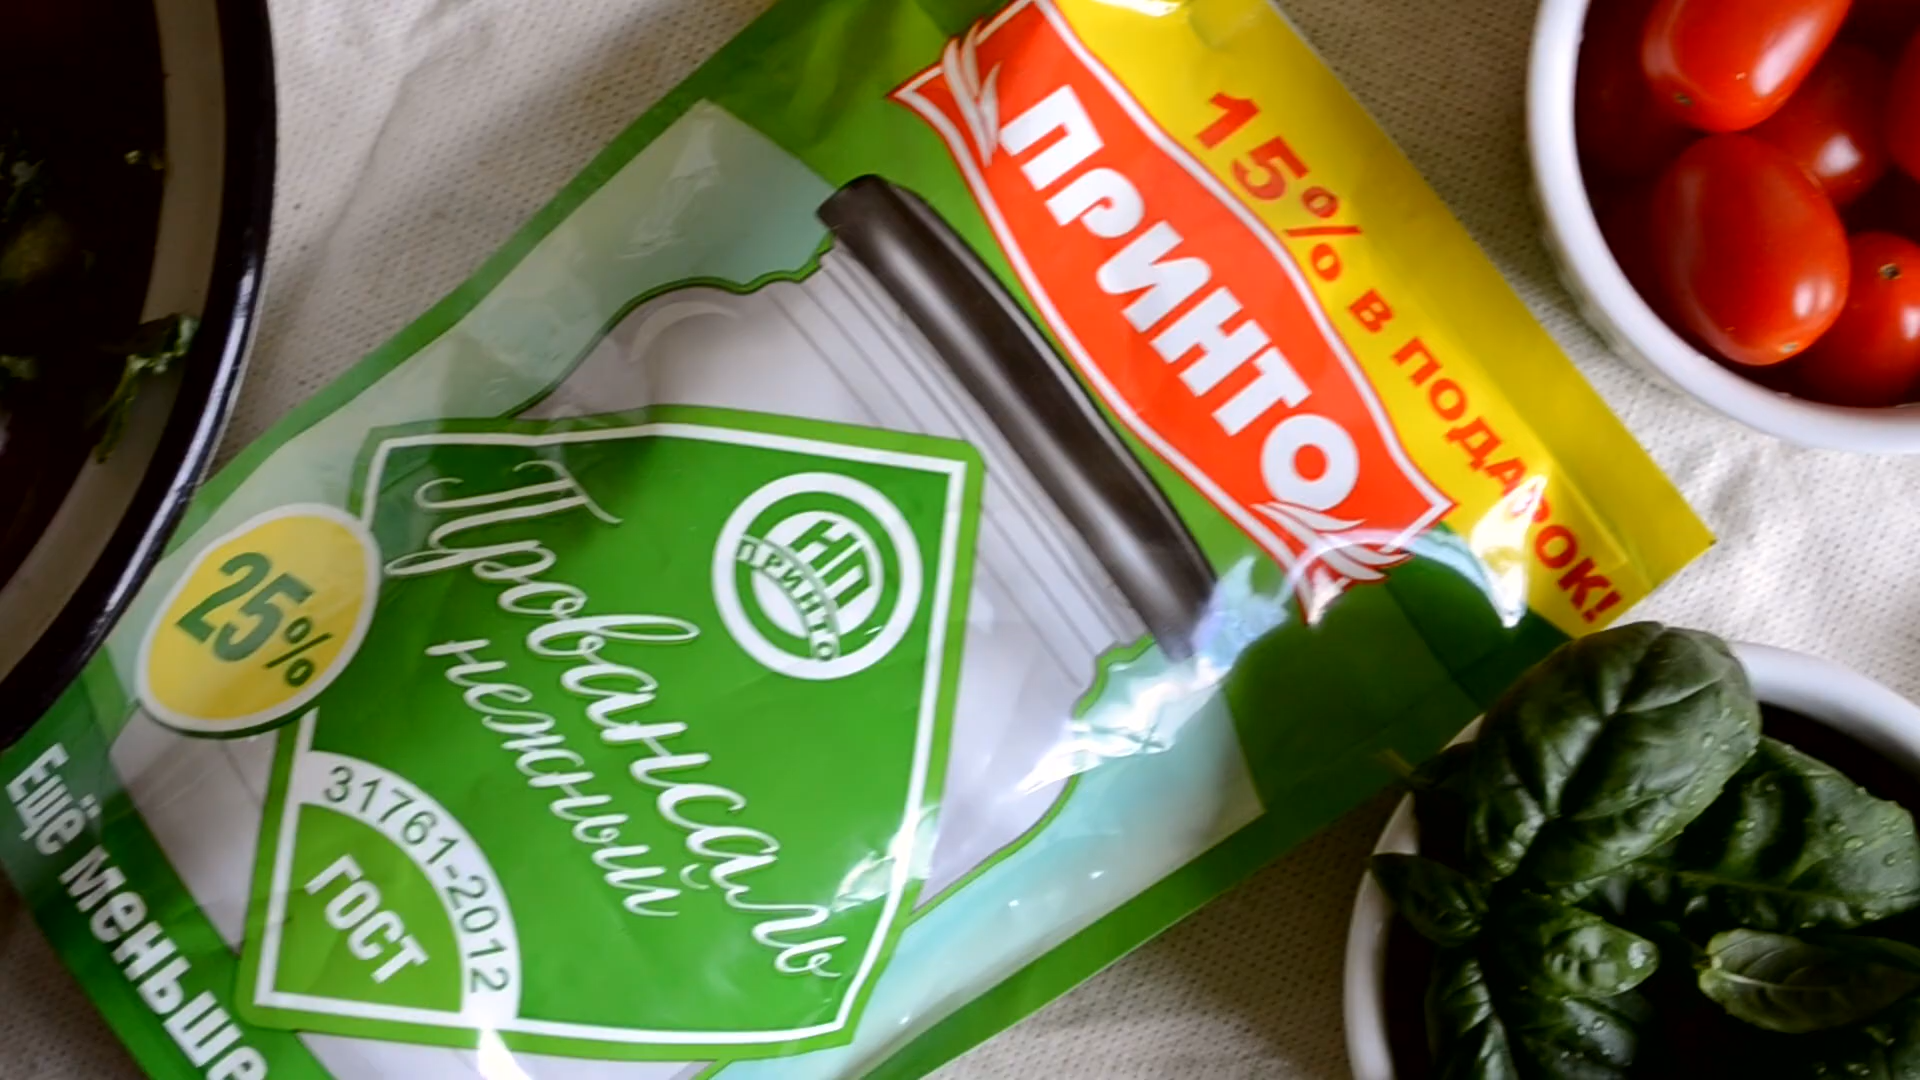 15% В ПОДАРОК!
ПРИНТО
НП
ПРИНТО
Провансаль
нежный
25%
31761-2012
ГОСТ
Ещё меньше